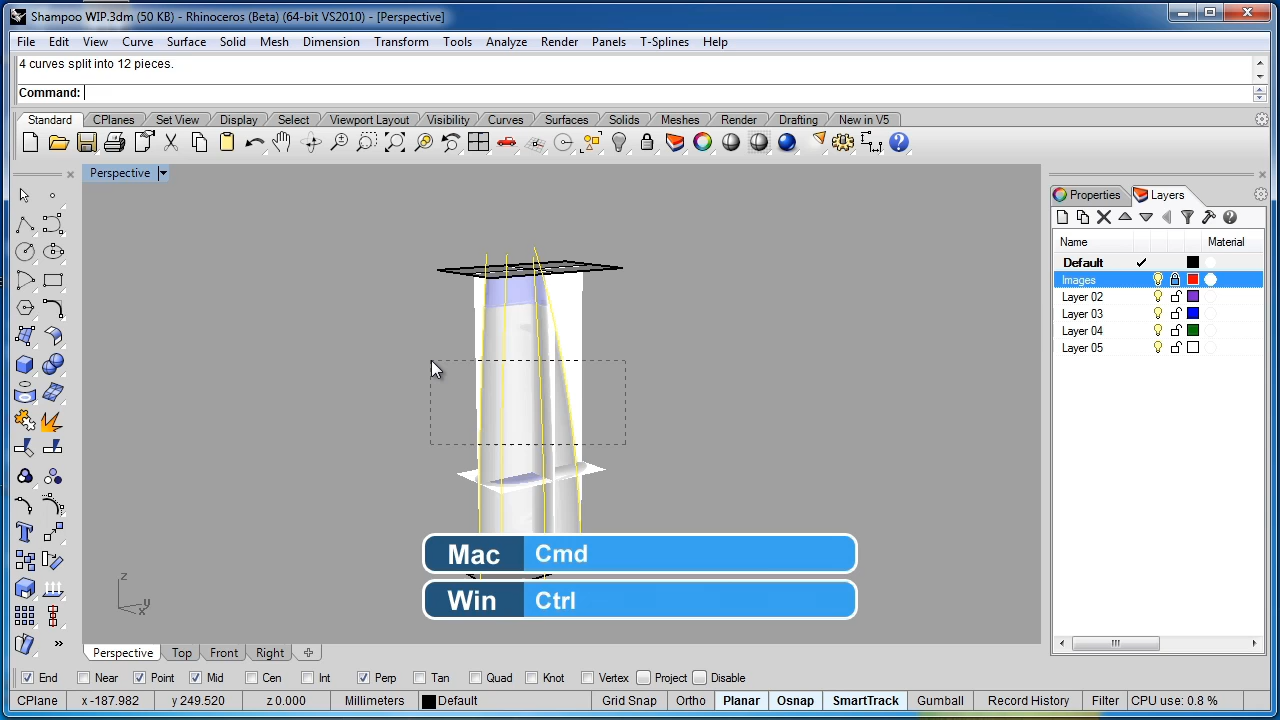 Shampoo WIP.3dm (50 KB) - Rhinoceros (Beta) (64-bit VS2010) - [Perspective]
File Edit View Curve Surface Solid Mesh Dimension Transform Tools Analyze Render Panels T-Splines Help
4 curves split into 12 pieces.
Command:
Standard CPlanes Set View Display Select Viewport Layout Visibility Curves Surfaces Solids Meshes Render Drafting New in V5
Perspective
Properties Layers
Name Material
Default
Images
Layer 02
Layer 03
Layer 04
Layer 05
Mac Cmd
Win Ctrl
z
y
x
Perspective Top Front Right
End Near Point Mid Cen Int Perp Tan Quad Knot Vertex Project Disable
CPlane x -187.982 y 249.520 z 0.000 Millimeters Default Grid Snap Ortho Planar Osnap SmartTrack Gumball Record History Filter CPU use: 0.8 %